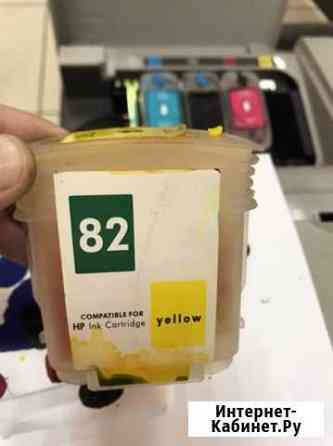 82
COMPATIBLE FOR
HP Ink Cartridge
yellow
Интернет-
Кабинет.Ру